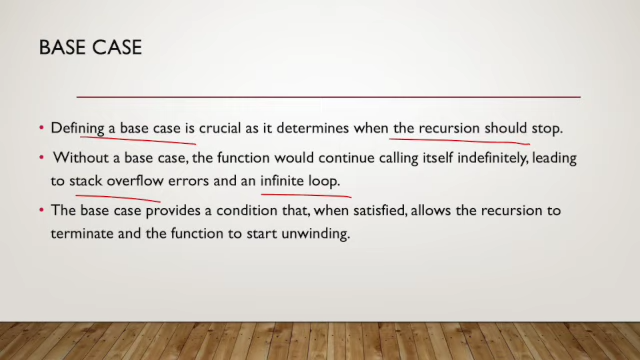 BASE CASE
• Defining a base case is crucial as it determines when the recursion should stop.
• Without a base case, the function would continue calling itself indefinitely, leading
to stack overflow errors and an infinite loop.
• The base case provides a condition that, when satisfied, allows the recursion to
terminate and the function to start unwinding.